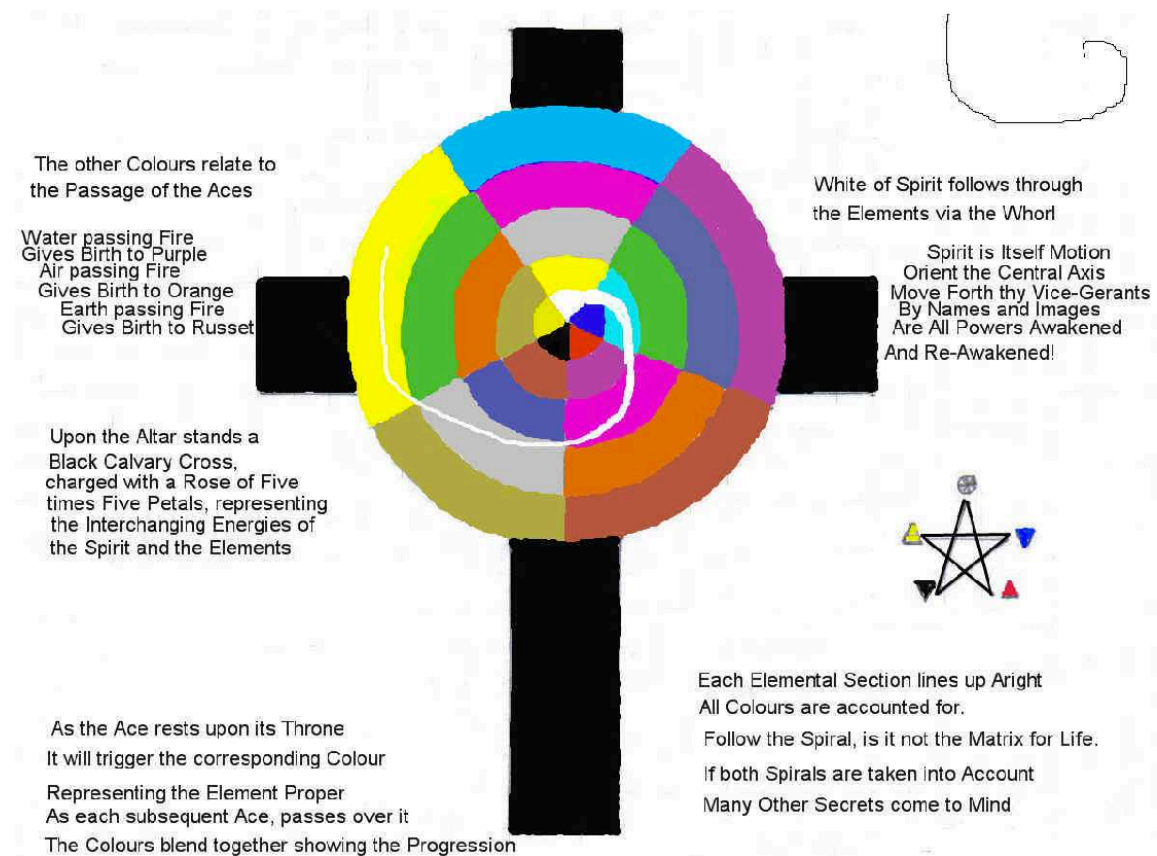 The other Colours relate to
the Passage of the Aces
Water passing Fire
Gives Birth to Purple
Air passing Fire
Gives Birth to Orange
Earth passing Fire
Gives Birth to Russet
Upon the Altar stands a
Black Calvary Cross,
charged with a Rose of Five
times Five Petals, representing
the Interchanging Energies of
the Spirit and the Elements
As the Ace rests upon its Throne
It will trigger the corresponding Colour
Representing the Element Proper
As each subsequent Ace, passes over it
The Colours blend together showing the Progression
White of Spirit follows through
the Elements via the Whorl
Spirit is Itself Motion
Orient the Central Axis
Move Forth thy Vice-Gerants
By Names and Images
Are All Powers Awakened
And Re-Awakened!
Each Elemental Section lines up Aright
All Colours are accounted for.
Follow the Spiral, is it not the Matrix for Life.
If both Spirals are taken into Account
Many Other Secrets come to Mind